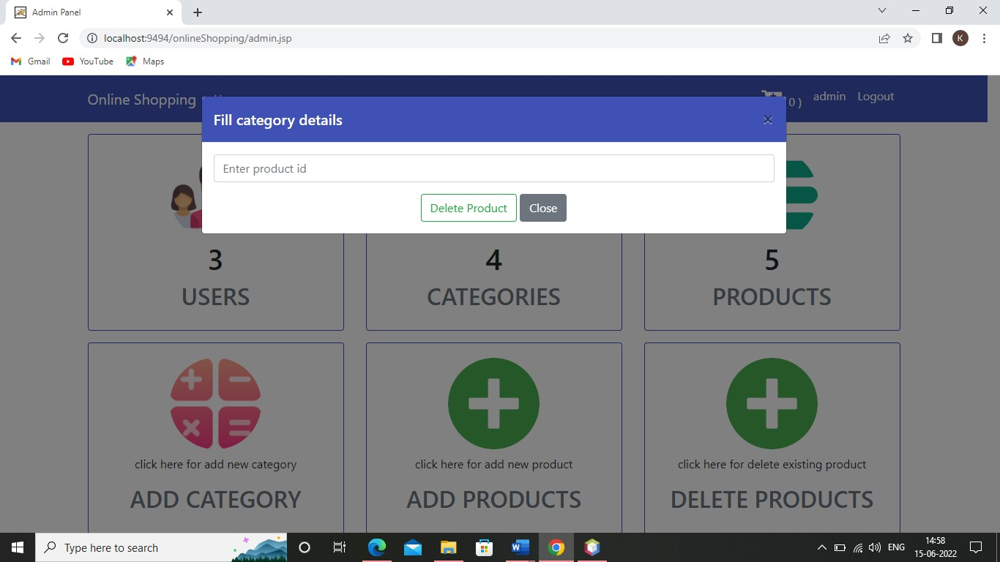 Admin Panel
localhost:9494/onlineShopping/admin.jsp
K
Gmail
YouTube
Maps
Online Shopping
0 )
admin
Logout
Fill category details
×
Enter product id
Delete Product
Close
3
4
5
USERS
CATEGORIES
PRODUCTS
click here for add new category
click here for add new product
click here for delete existing product
ADD CATEGORY
ADD PRODUCTS
DELETE PRODUCTS
Type here to search
ENG
14:58
15-06-2022